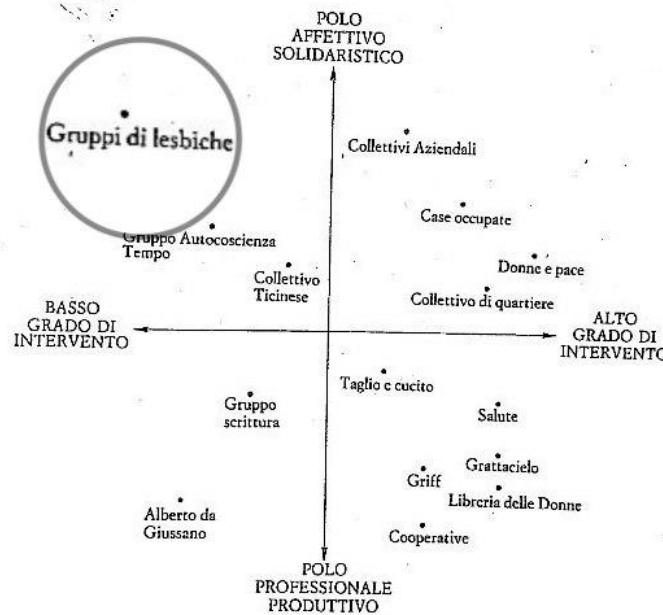 POLO
AFFETTIVO
SOLIDARISTICO
Gruppi di lesbiche
Collettivi Aziendali
Case occupate
Gruppo Autocoscienza
Tempo
Donne e pace
Collettivo
Ticinese
Collettivo di quartiere
BASSO
GRADO DI
INTERVENTO
ALTO
GRADO DI
INTERVENTO
Taglio e cucito
Gruppo
scrittura
Salute
Grattacielo
Griff
Libreria delle Donne
Alberto da
Giussano
Cooperative
POLO
PROFESSIONALE
PRODUTTIVO